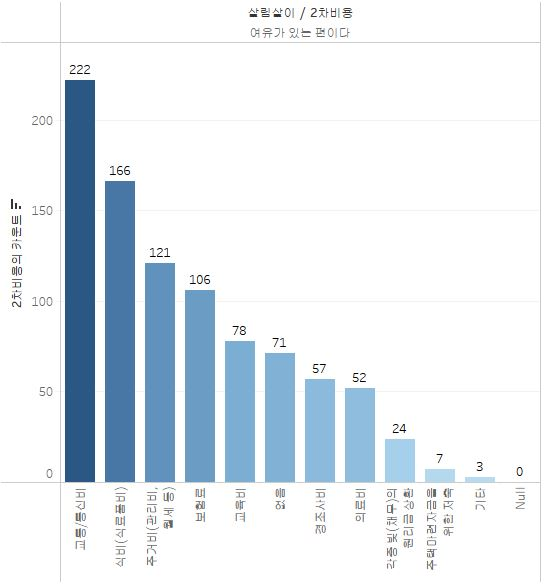 살림살이 / 2차비용
여유가 있는 편이다
2차비용의 카운트
200
150
100
50
0
222
166
121
106
78
71
57
52
24
7
3
0
교통/통신비
식비(식료품비)
주거비(관리비,
월세 등)
보험료
교육비
없음
경조사비
의료비
각종빚(채무)의
원리금상환
주택마련자금을
위한 저축
기타
Null